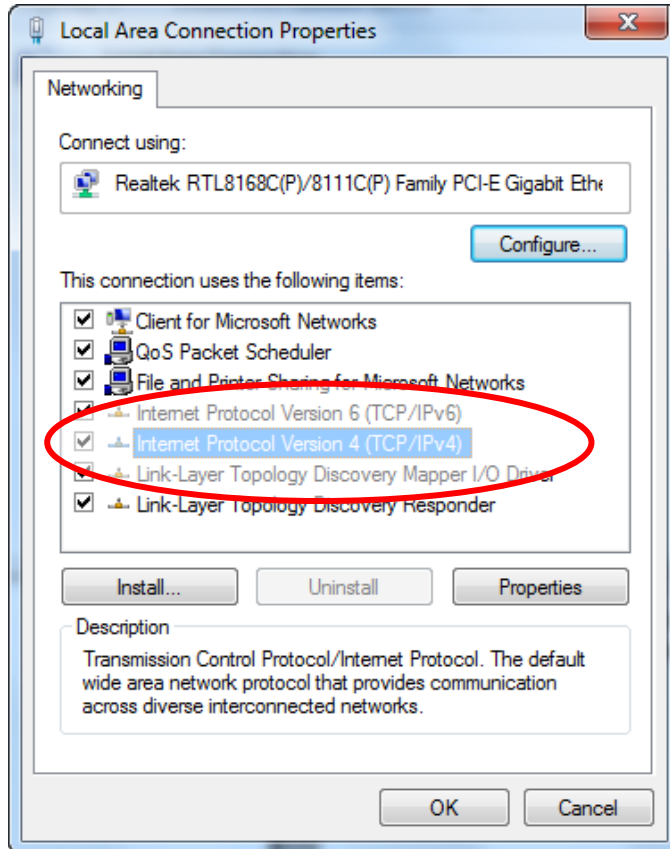 Local Area Connection Properties
Networking
Connect using:
Realtek RTL8168C(P)/8111C(P) Family PCI-E Gigabit Ethe
Configure...
This connection uses the following items:
Client for Microsoft Networks
QoS Packet Scheduler
File and Printer Sharing for Microsoft Networks
Internet Protocol Version 6 (TCP/IPv6)
Internet Protocol Version 4 (TCP/IPv4)
Link-Layer Topology Discovery Mapper I/O Driver
Link-Layer Topology Discovery Responder
Install...
Uninstall
Properties
Description
Transmission Control Protocol/Internet Protocol. The default
wide area network protocol that provides communication
across diverse interconnected networks.
OK
Cancel